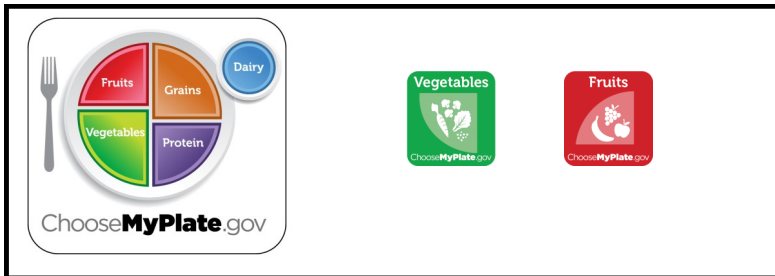 Fruits
Grains
Dairy
Vegetables
Protein
ChooseMyPlate.gov
Vegetables
ChooseMyPlate.gov
Fruits
ChooseMyPlate.gov